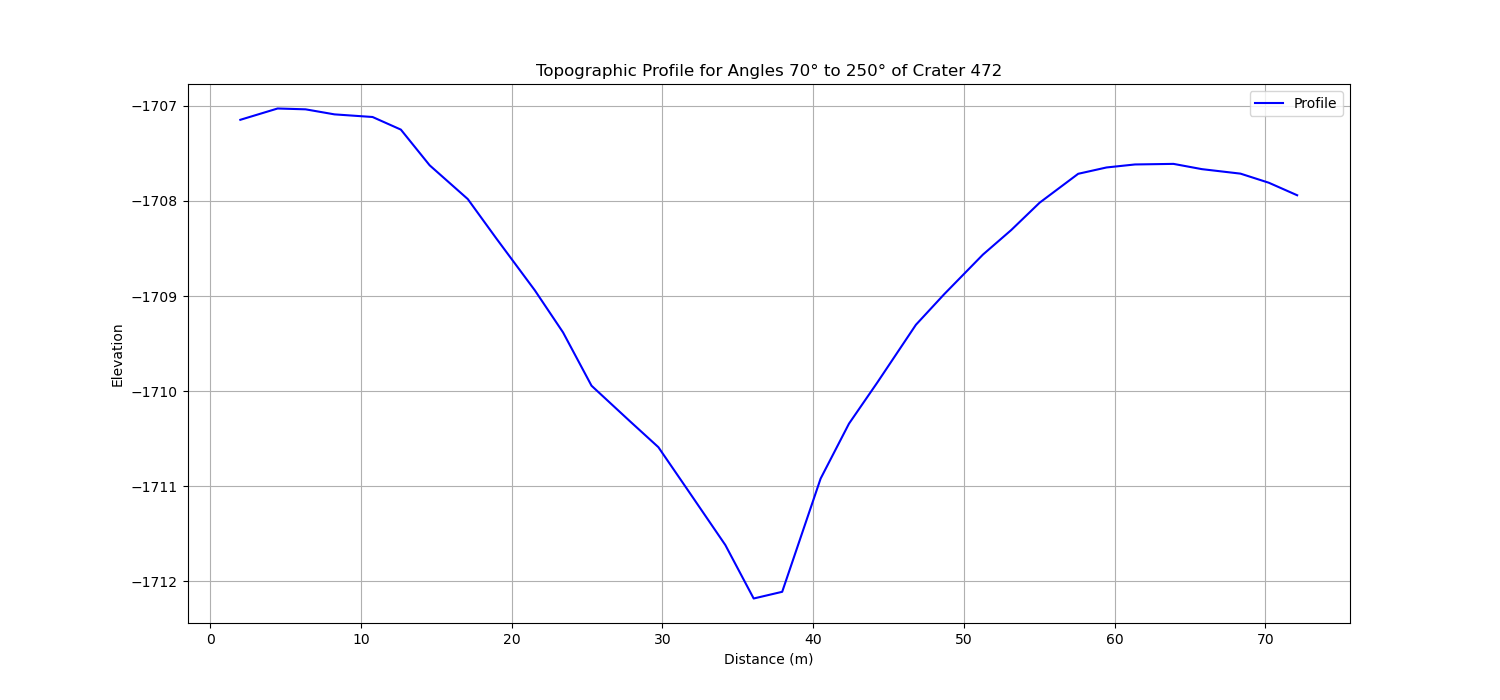 Topographic Profile for Angles 70° to 250° of Crater 472
Profile
Elevation
−1707
−1708
−1709
−1710
−1711
−1712
0 10 20 30 40 50 60 70
Distance (m)